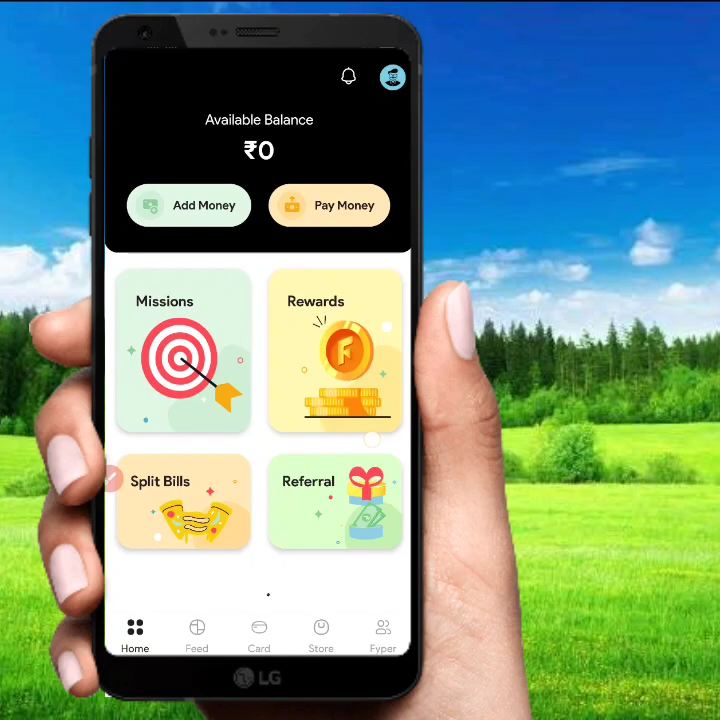 Available Balance
₹0
Add Money
Pay Money
Missions
Rewards
Split Bills
Referral
Home
Feed
Card
Store
Fyper
LG